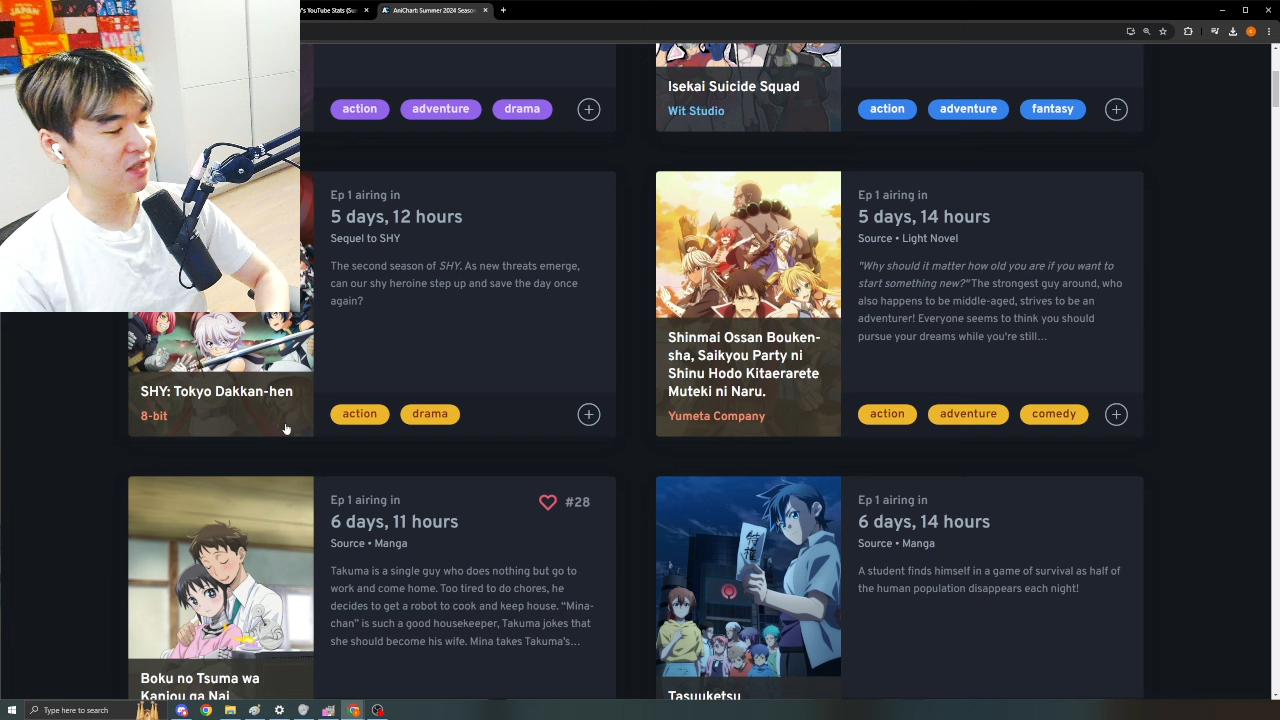 JAPAN
's YouTube Stats (Su
AniChart: Summer 2024 Seaso
action
adventure
drama
Isekai Suicide Squad
Wit Studio
action
adventure
fantasy
Ep 1 airing in
5 days, 12 hours
Sequel to SHY
The second season of SHY. As new threats emerge,
can our shy heroine step up and save the day once
again?
SHY: Tokyo Dakkan-hen
8-bit
action
drama
Ep 1 airing in
5 days, 14 hours
Source • Light Novel
"Why should it matter how old you are if you want to
start something new?" The strongest guy around, who
also happens to be middle-aged, strives to be an
adventurer! Everyone seems to think you should
pursue your dreams while you're still...
Shinmai Ossan Bouken-
sha, Saikyou Party ni
Shinu Hodo Kitaerarete
Muteki ni Naru.
Yumeta Company
action
adventure
comedy
Ep 1 airing in
#28
6 days, 11 hours
Source • Manga
Takuma is a single guy who does nothing but go to
work and come home. Too tired to do chores, he
decides to get a robot to cook and keep house. “Mina-
chan” is such a good housekeeper, Takuma jokes that
she should become his wife. Mina takes Takuma’s...
Boku no Tsuma wa
Kanjou ga Nai
Ep 1 airing in
6 days, 14 hours
Source • Manga
A student finds himself in a game of survival as half of
the human population disappears each night!
特権
Tasuuketsu
Type here to search